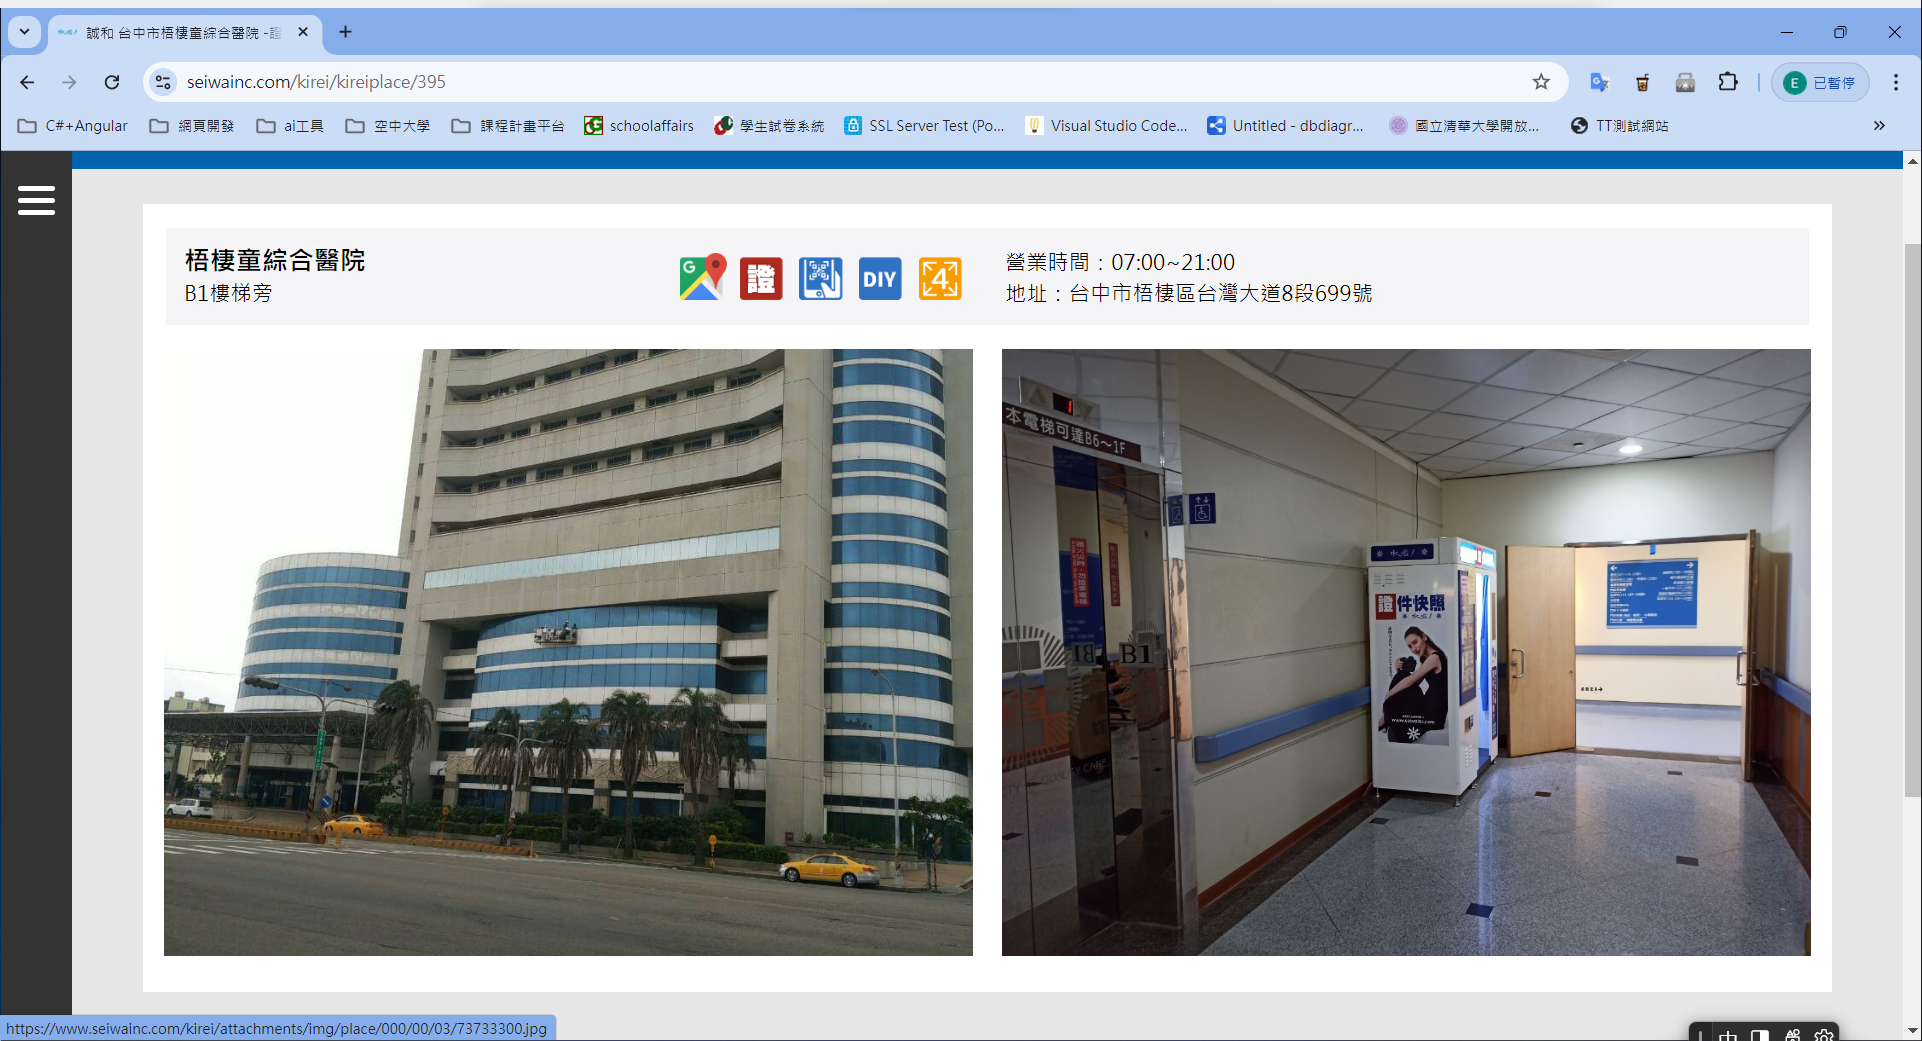 誠和 台中市梧棲童綜合醫院 -證
seiwainc.com/kirei/kireiplace/395
E 已暫停
C#+Angular
網頁開發
ai工具
空中大學
課程計畫平台
schoolaffairs
學生試卷系統
SSL Server Test (Po...
Visual Studio Code...
Untitled - dbdiagr...
國立清華大學開放...
TT測試網站
梧棲童綜合醫院
B1樓梯旁
G
證
DIY
4
營業時間：07:00~21:00
地址：台中市梧棲區台灣大道8段699號
1
本電梯可達B6～1F
B1
證件快照
https://www.seiwainc.com/kirei/attachments/img/place/000/00/03/73733300.jpg
中